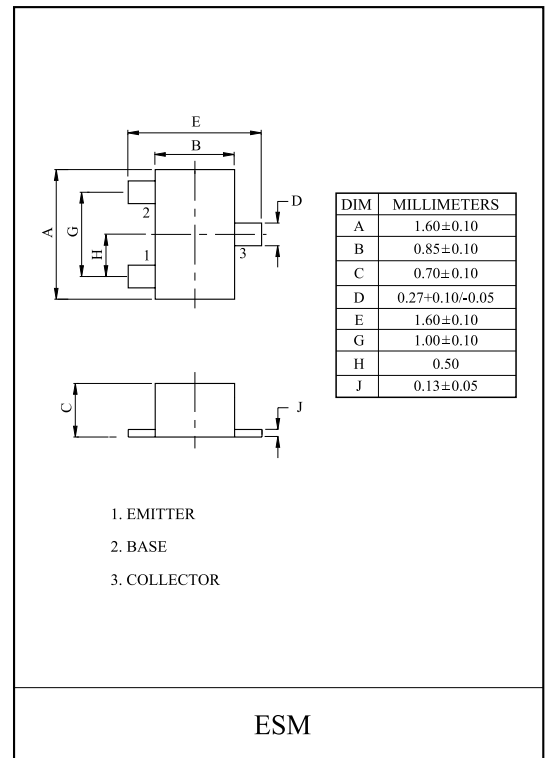 E
B
D
2
A
G
H
1
3
DIM MILLIMETERS
A 1.60±0.10
B 0.85±0.10
C 0.70±0.10
D 0.27+0.10/-0.05
E 1.60±0.10
G 1.00±0.10
H 0.50
J 0.13±0.05
C
J
1. EMITTER
2. BASE
3. COLLECTOR
ESM